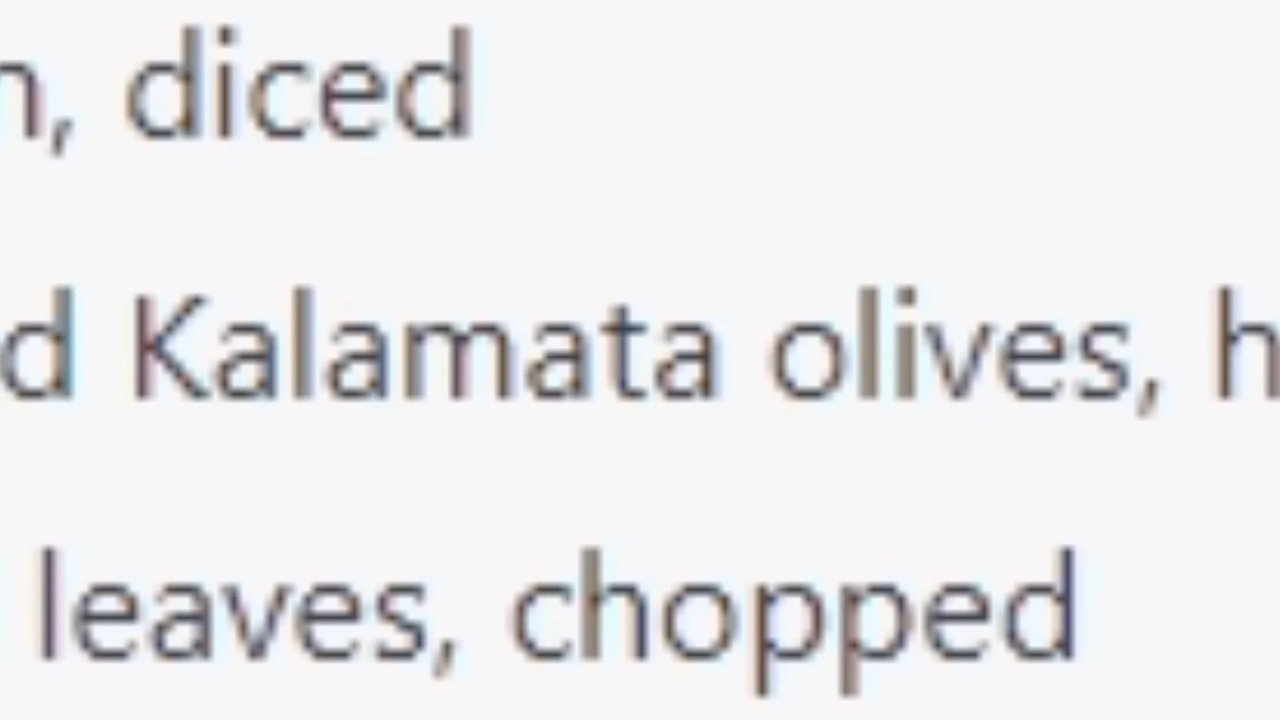 n, diced
d Kalamata olives, h
leaves, chopped